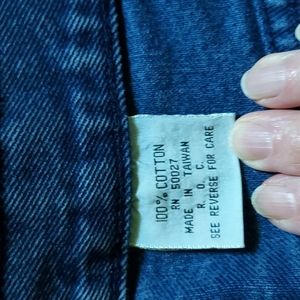 100% COTTON
RN 50027
MADE IN TAIWAN
R. O. C.
SEE REVERSE FOR CARE